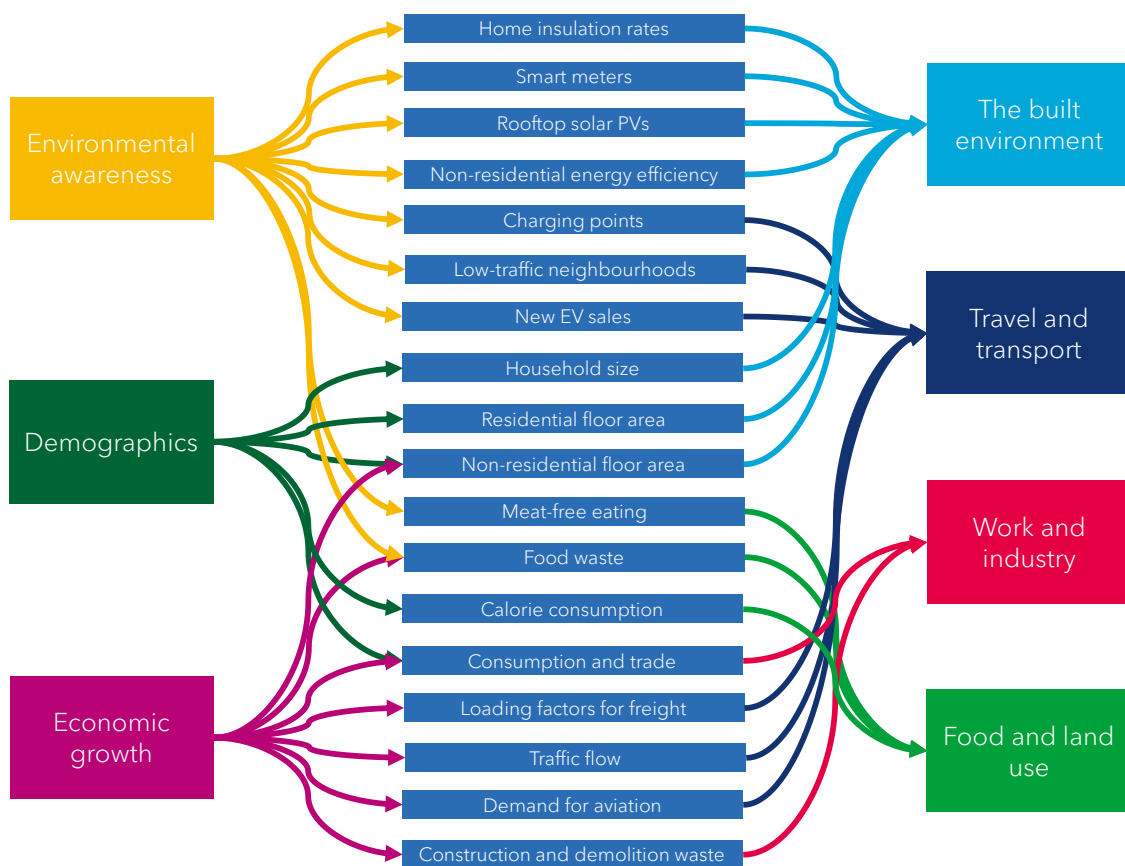 Environmental
awareness
Demographics
Economic
growth
Home insulation rates
Smart meters
Rooftop solar PVs
Non-residential energy efficiency
Charging points
Low-traffic neighbourhoods
New EV sales
Household size
Residential floor area
Non-residential floor area
Meat-free eating
Food waste
Calorie consumption
Consumption and trade
Loading factors for freight
Traffic flow
Demand for aviation
Construction and demolition waste
The built
environment
Travel and
transport
Work and
industry
Food and land
use